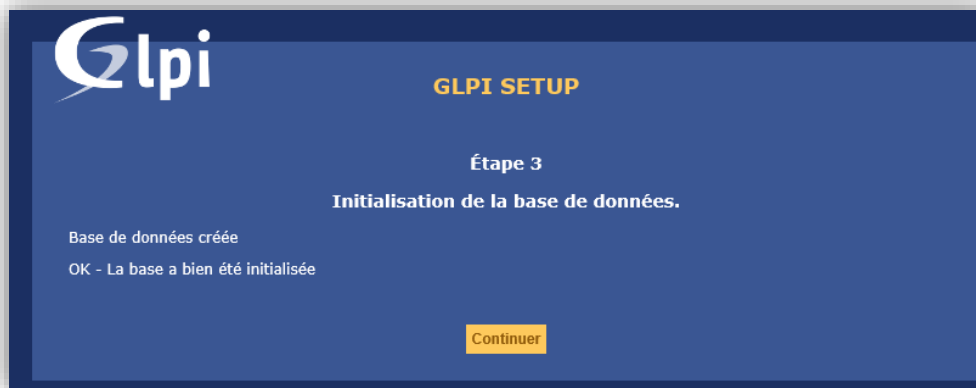 Glpi
GLPI SETUP
Étape 3
Initialisation de la base de données.
Base de données créée
OK - La base a bien été initialisée
Continuer